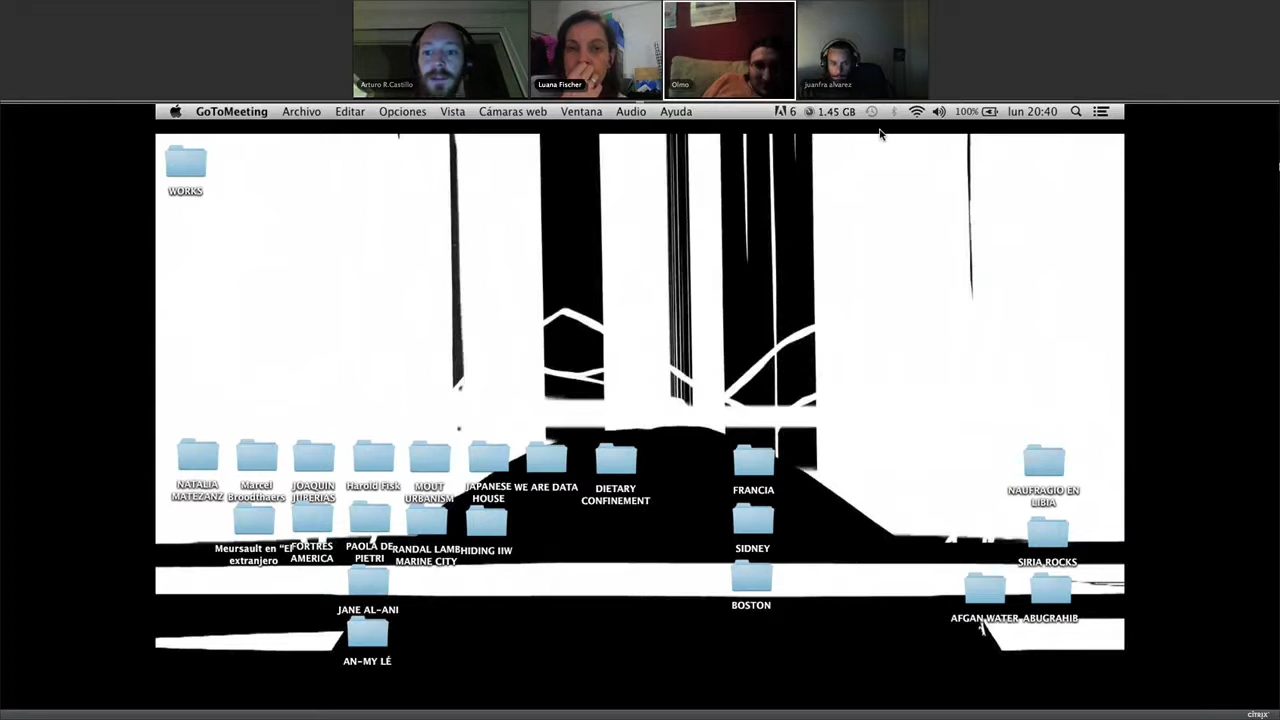 Arturo R.Castillo
Luana Fischer
Olmo
juanfra alvarez
GoToMeeting Archivo Editar Opciones Vista Cámaras web Ventana Audio Ayuda 6 1.45 GB 100% lun 20:40
WORKS
NATALIA
MATEZANZ
Marcel
Broodthaers
JOAQUIN
JUBERIAS
Harold Fisk
MOUT
URBANISM
JAPANESE
HOUSE
WE ARE DATA
DIETARY
CONFINEMENT
FRANCIA
NAUFRAGIO EN
LIBIA
Meursault en “El
extranjero
FORTRES
AMERICA
PAOLA DE
PIETRI
RANDAL LAMB
MARINE CITY
HIDING IIW
SIDNEY
SIRIA ROCKS
JANE AL-ANI
BOSTON
AFGAN WATER
ABUGRAHIB
AN-MY LÉ
CITRIX